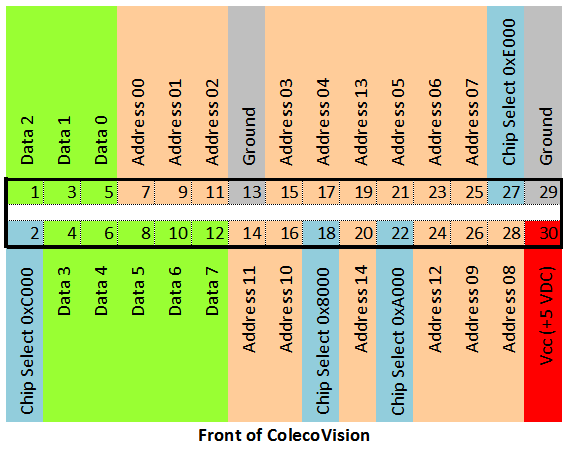 Data 2
Data 1
Data 0
Address 00
Address 01
Address 02
Ground
Address 03
Address 04
Address 13
Address 05
Address 06
Address 07
Chip Select 0xE000
Ground
1 3 5 7 9 11 13 15 17 19 21 23 25 27 29
2 4 6 8 10 12 14 16 18 20 22 24 26 28 30
Chip Select 0xC000
Data 3
Data 4
Data 5
Data 6
Data 7
Address 11
Address 10
Chip Select 0x8000
Address 14
Chip Select 0xA000
Address 12
Address 09
Address 08
Vcc (+5 VDC)
Front of ColecoVision